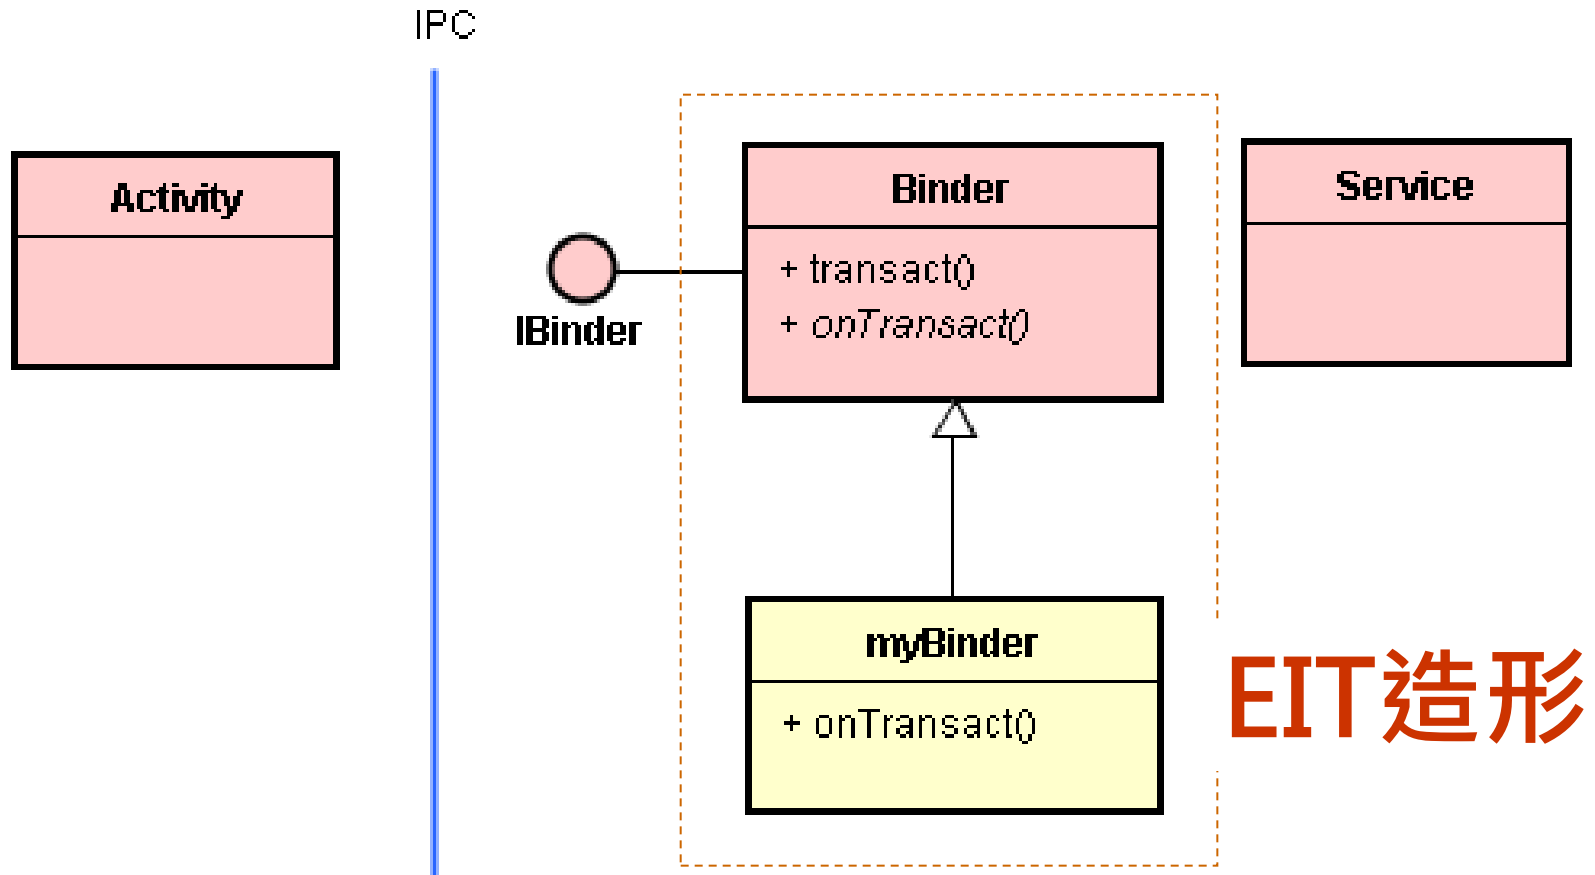 IPC
Activity
IBinder
Binder
+ transact()
+ onTransact()
Service
myBinder
+ onTransact()
EIT造形